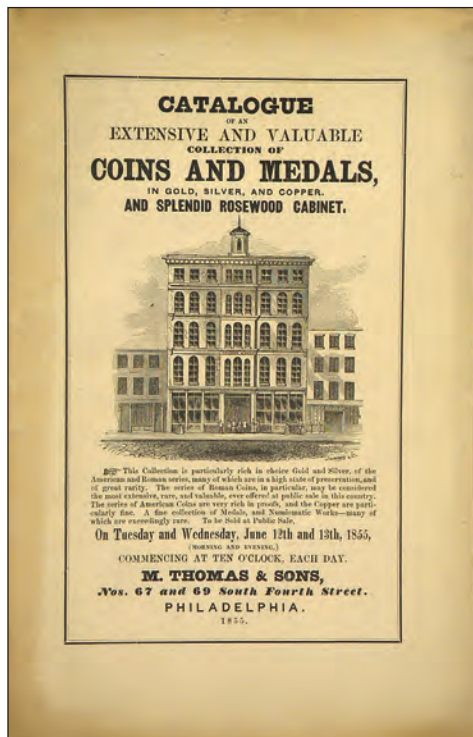 CATALOGUE
OF AN
EXTENSIVE AND VALUABLE
COLLECTION OF
COINS AND MEDALS,
IN GOLD, SILVER, AND COPPER.
AND SPLENDID ROSEWOOD CABINET.
This Collection is particularly rich in choice Gold and Silver, of the
American and Roman series, many of which are in a high state of preservation, and
of great rarity. The series of Roman Coins, in particular, may be considered
the most extensive, rare, and valuable, ever offered at public sale in this country.
The series of American Coins are very rich in proofs, and the Copper are parti-
cularly fine. A fine collection of Medals, and Numismatic Works—many of
which are exceedingly rare. To be Sold at Public Sale,
On Tuesday and Wednesday, June 12th and 13th, 1855,
(MORNING AND EVENING,)
COMMENCING AT TEN O'CLOCK, EACH DAY.
M. THOMAS & SONS,
Nos. 67 and 69 South Fourth Street.
PHILADELPHIA.
1855.